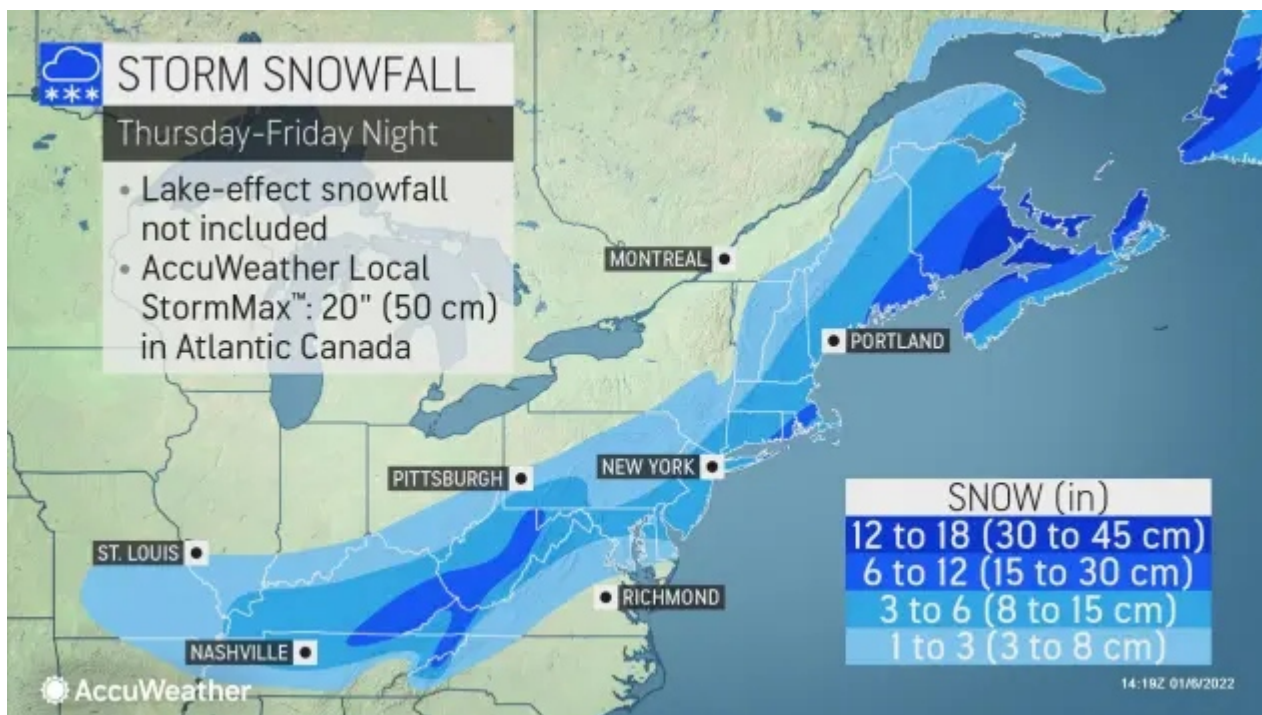 STORM SNOWFALL
Thursday-Friday Night
• Lake-effect snowfall
not included
• AccuWeather Local
StormMax™: 20" (50 cm)
in Atlantic Canada
MONTREAL
PORTLAND
NEW YORK
PITTSBURGH
ST. LOUIS
RICHMOND
NASHVILLE
SNOW (in)
12 to 18 (30 to 45 cm)
6 to 12 (15 to 30 cm)
3 to 6 (8 to 15 cm)
1 to 3 (3 to 8 cm)
AccuWeather
14:19Z 01/6/2022